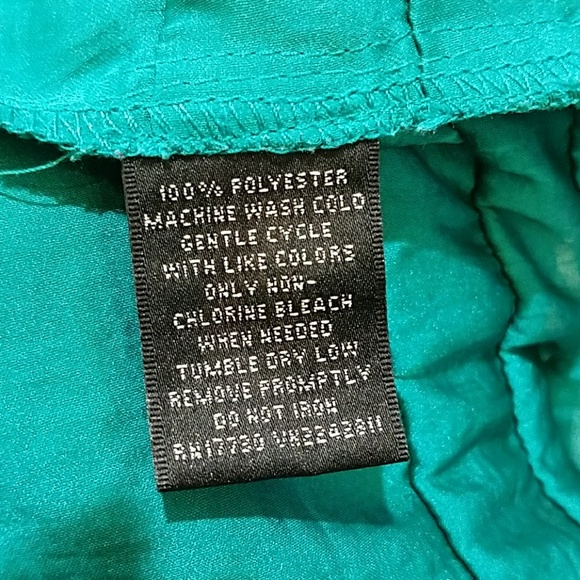 100% POLYESTER
MACHINE WASH COLD
GENTLE CYCLE
WITH LIKE COLORS
ONLY NON-
CHLORINE BLEACH
WHEN NEEDED
TUMBLE DRY LOW
REMOVE PROMPTLY
DO NOT IRON
RN17730